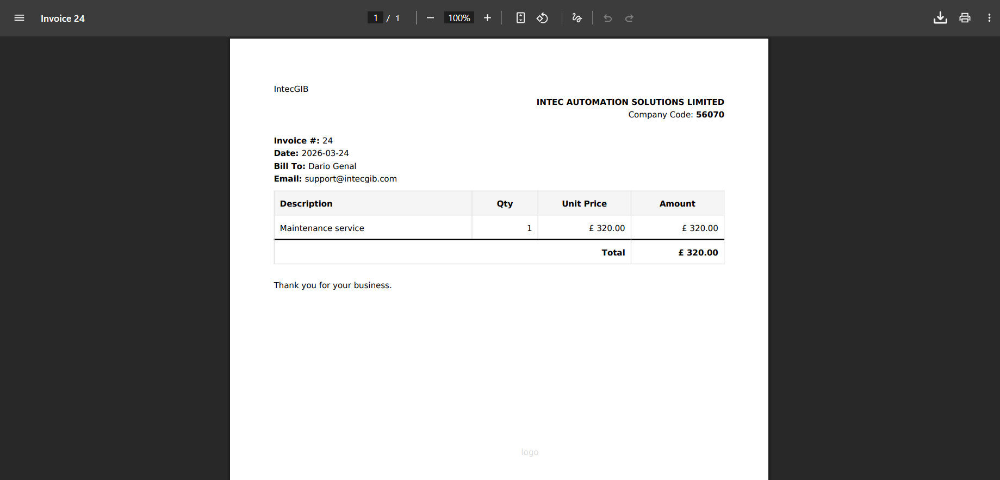 Invoice 24
1 / 1
100%
IntecGIB
INTEC AUTOMATION SOLUTIONS LIMITED
Company Code: 56070
Invoice #: 24
Date: 2026-03-24
Bill To: Dario Genal
Email: support@intecgib.com
Description Qty Unit Price Amount
Maintenance service 1 £ 320.00 £ 320.00
Total £ 320.00
Thank you for your business.
logo